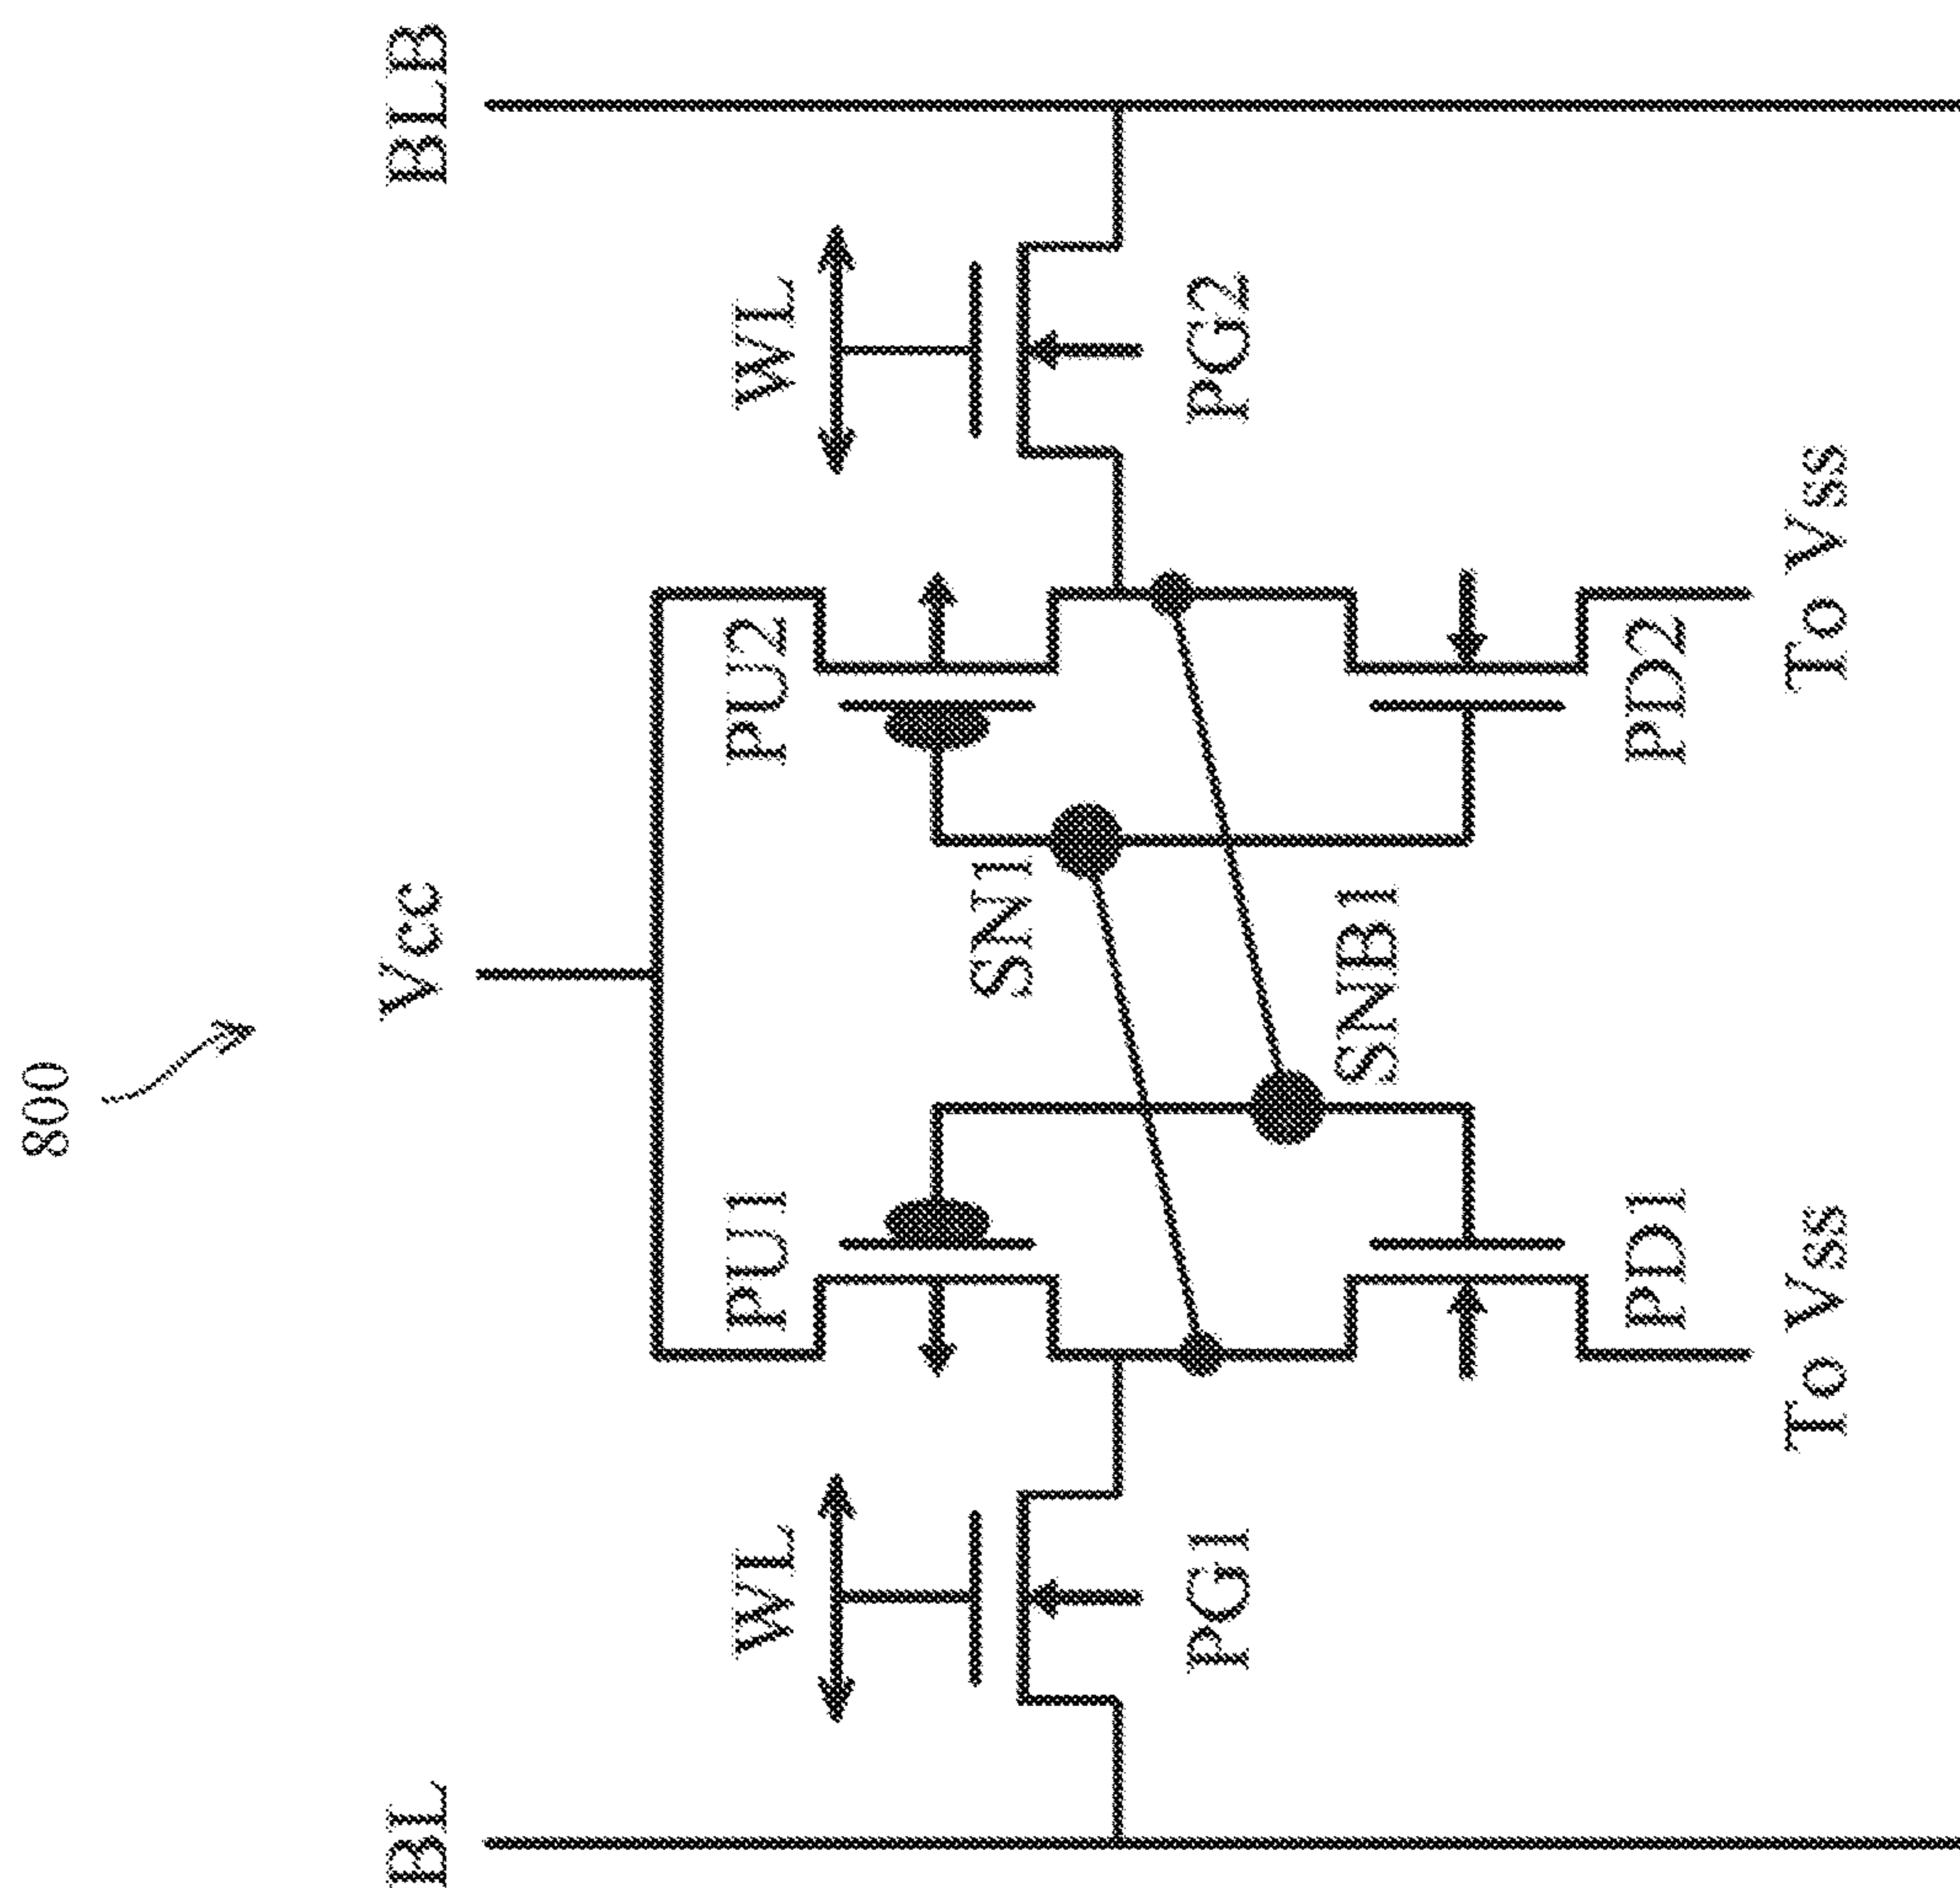 800
BL
Vcc
BLB
WL
PU1
PU2
WL
SN1
PG1
PG2
SNB1
PD1
PD2
To Vss
To Vss